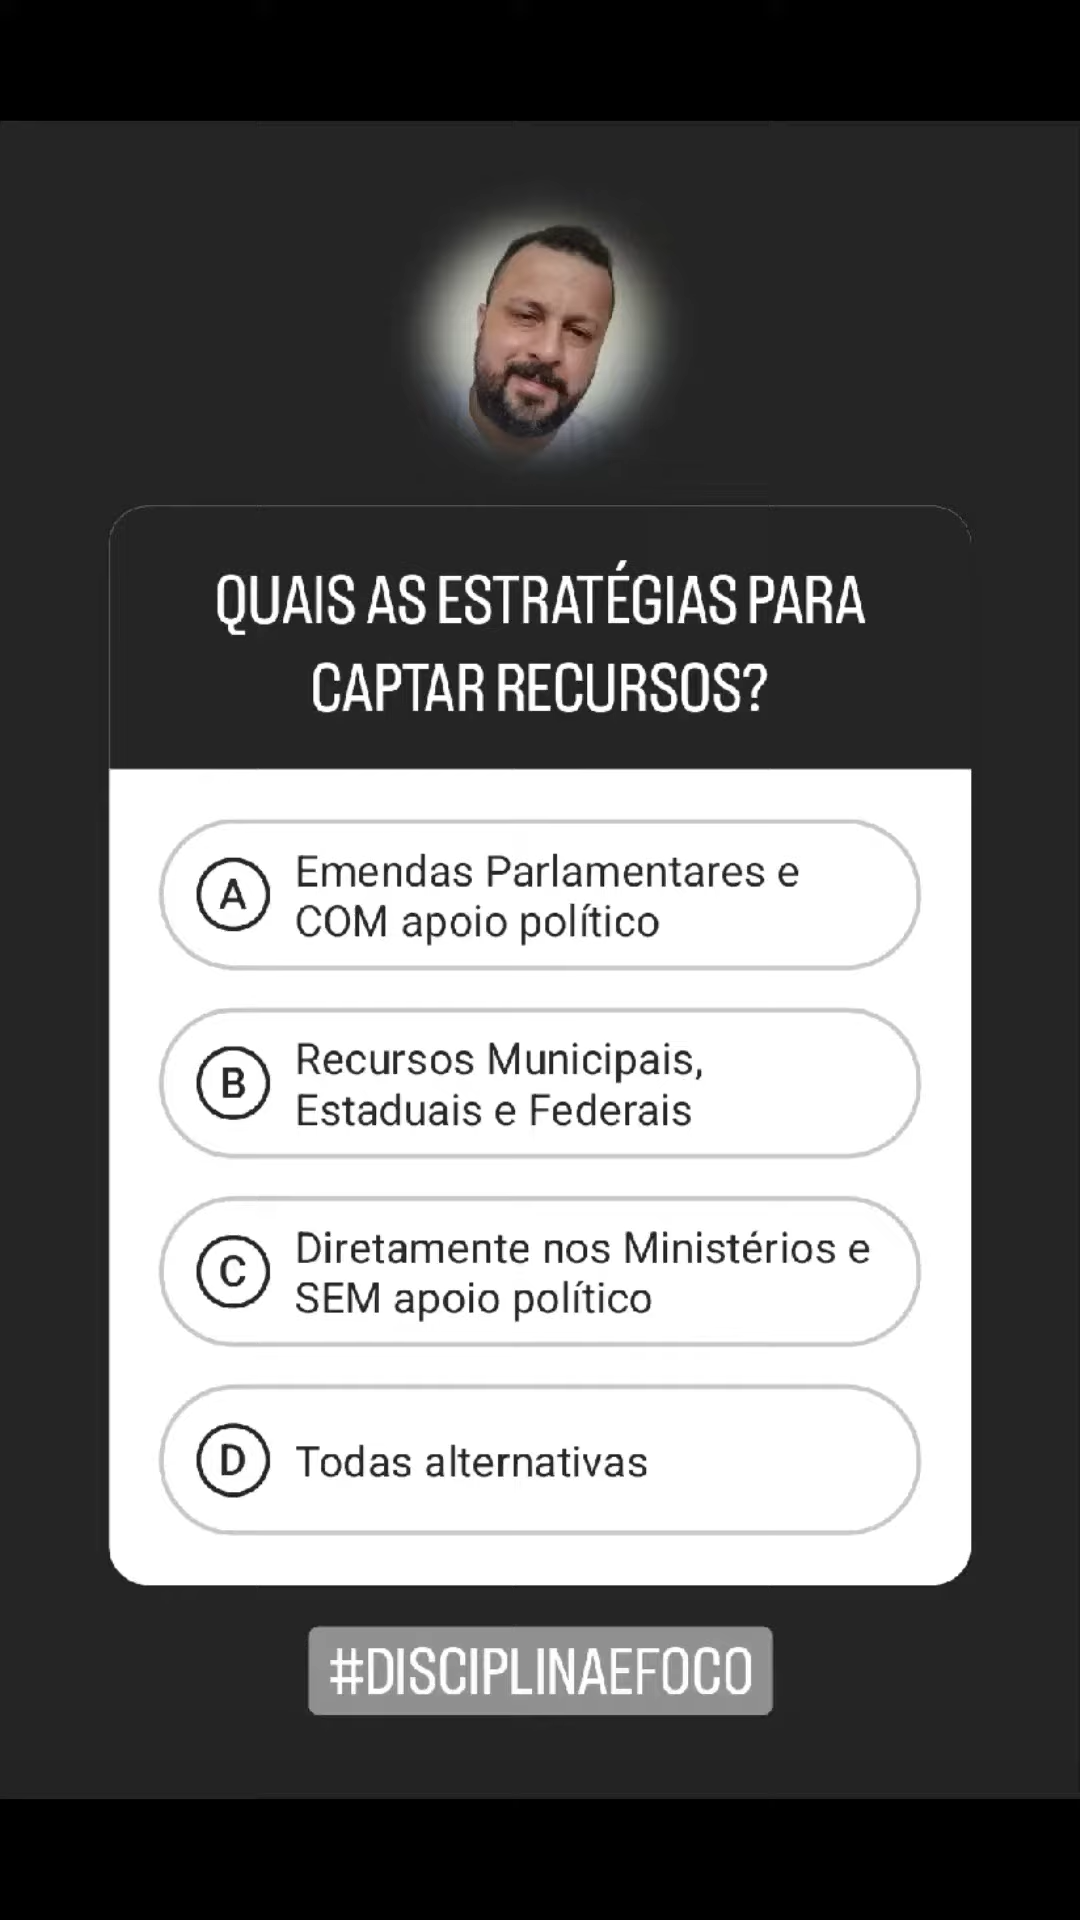 QUAIS AS ESTRATÉGIAS PARA
CAPTAR RECURSOS?
A
Emendas Parlamentares e
COM apoio político
B
Recursos Municipais,
Estaduais e Federais
C
Diretamente nos Ministérios e
SEM apoio político
D
Todas alternativas
#DISCIPLINAEFOCO